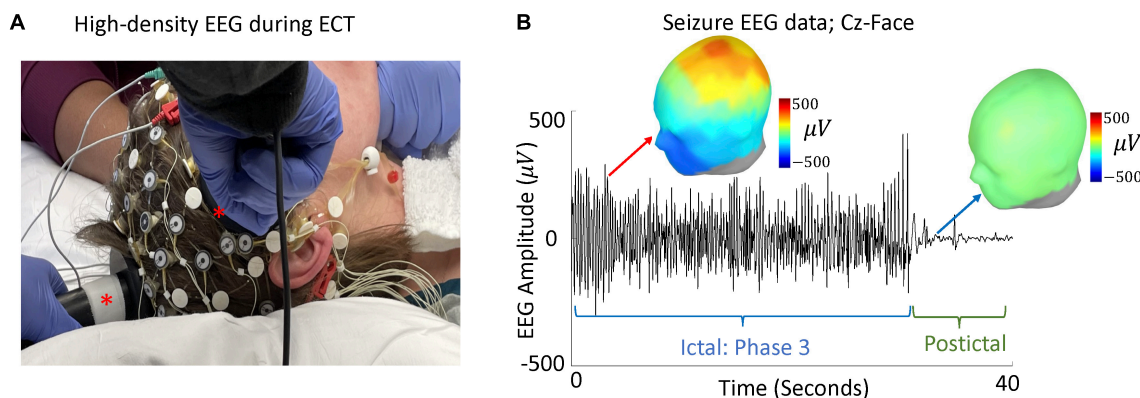 A
High-density EEG during ECT
*
*
B
Seizure EEG data; Cz-Face
500
μV
−500
500
μV
−500
500
0
-500
EEG Amplitude (μV)
Ictal: Phase 3
Postictal
0
40
Time (Seconds)